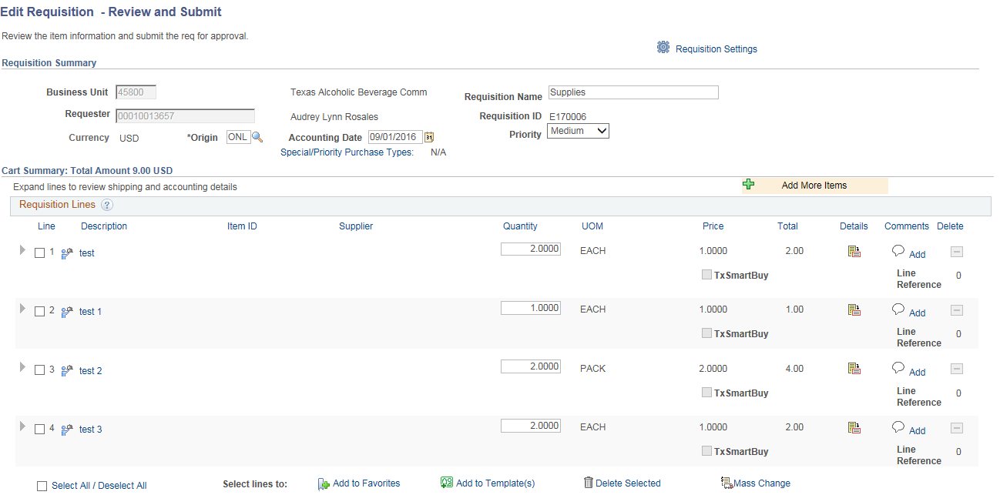 Edit Requisition - Review and Submit
Review the item information and submit the req for approval.
Requisition Settings
Requisition Summary
Business Unit 45800 Texas Alcoholic Beverage Comm Requisition Name Supplies
Requester 00010013657 Audrey Lynn Rosales Requisition ID E170006
Currency USD *Origin ONL Accounting Date 09/01/2016 Priority Medium
Special/Priority Purchase Types: N/A
Cart Summary: Total Amount 9.00 USD
Expand lines to review shipping and accounting details Add More Items
Requisition Lines ?
Line Description Item ID Supplier Quantity UOM Price Total Details Comments Delete
1 test 2.0000 EACH 1.0000 2.00 Add
TxSmartBuy Line Reference 0
2 test 1 1.0000 EACH 1.0000 1.00 Add
TxSmartBuy Line Reference 0
3 test 2 2.0000 PACK 2.0000 4.00 Add
TxSmartBuy Line Reference 0
4 test 3 2.0000 EACH 1.0000 2.00 Add
TxSmartBuy Line Reference 0
Select All / Deselect All Select lines to: Add to Favorites Add to Template(s) Delete Selected Mass Change